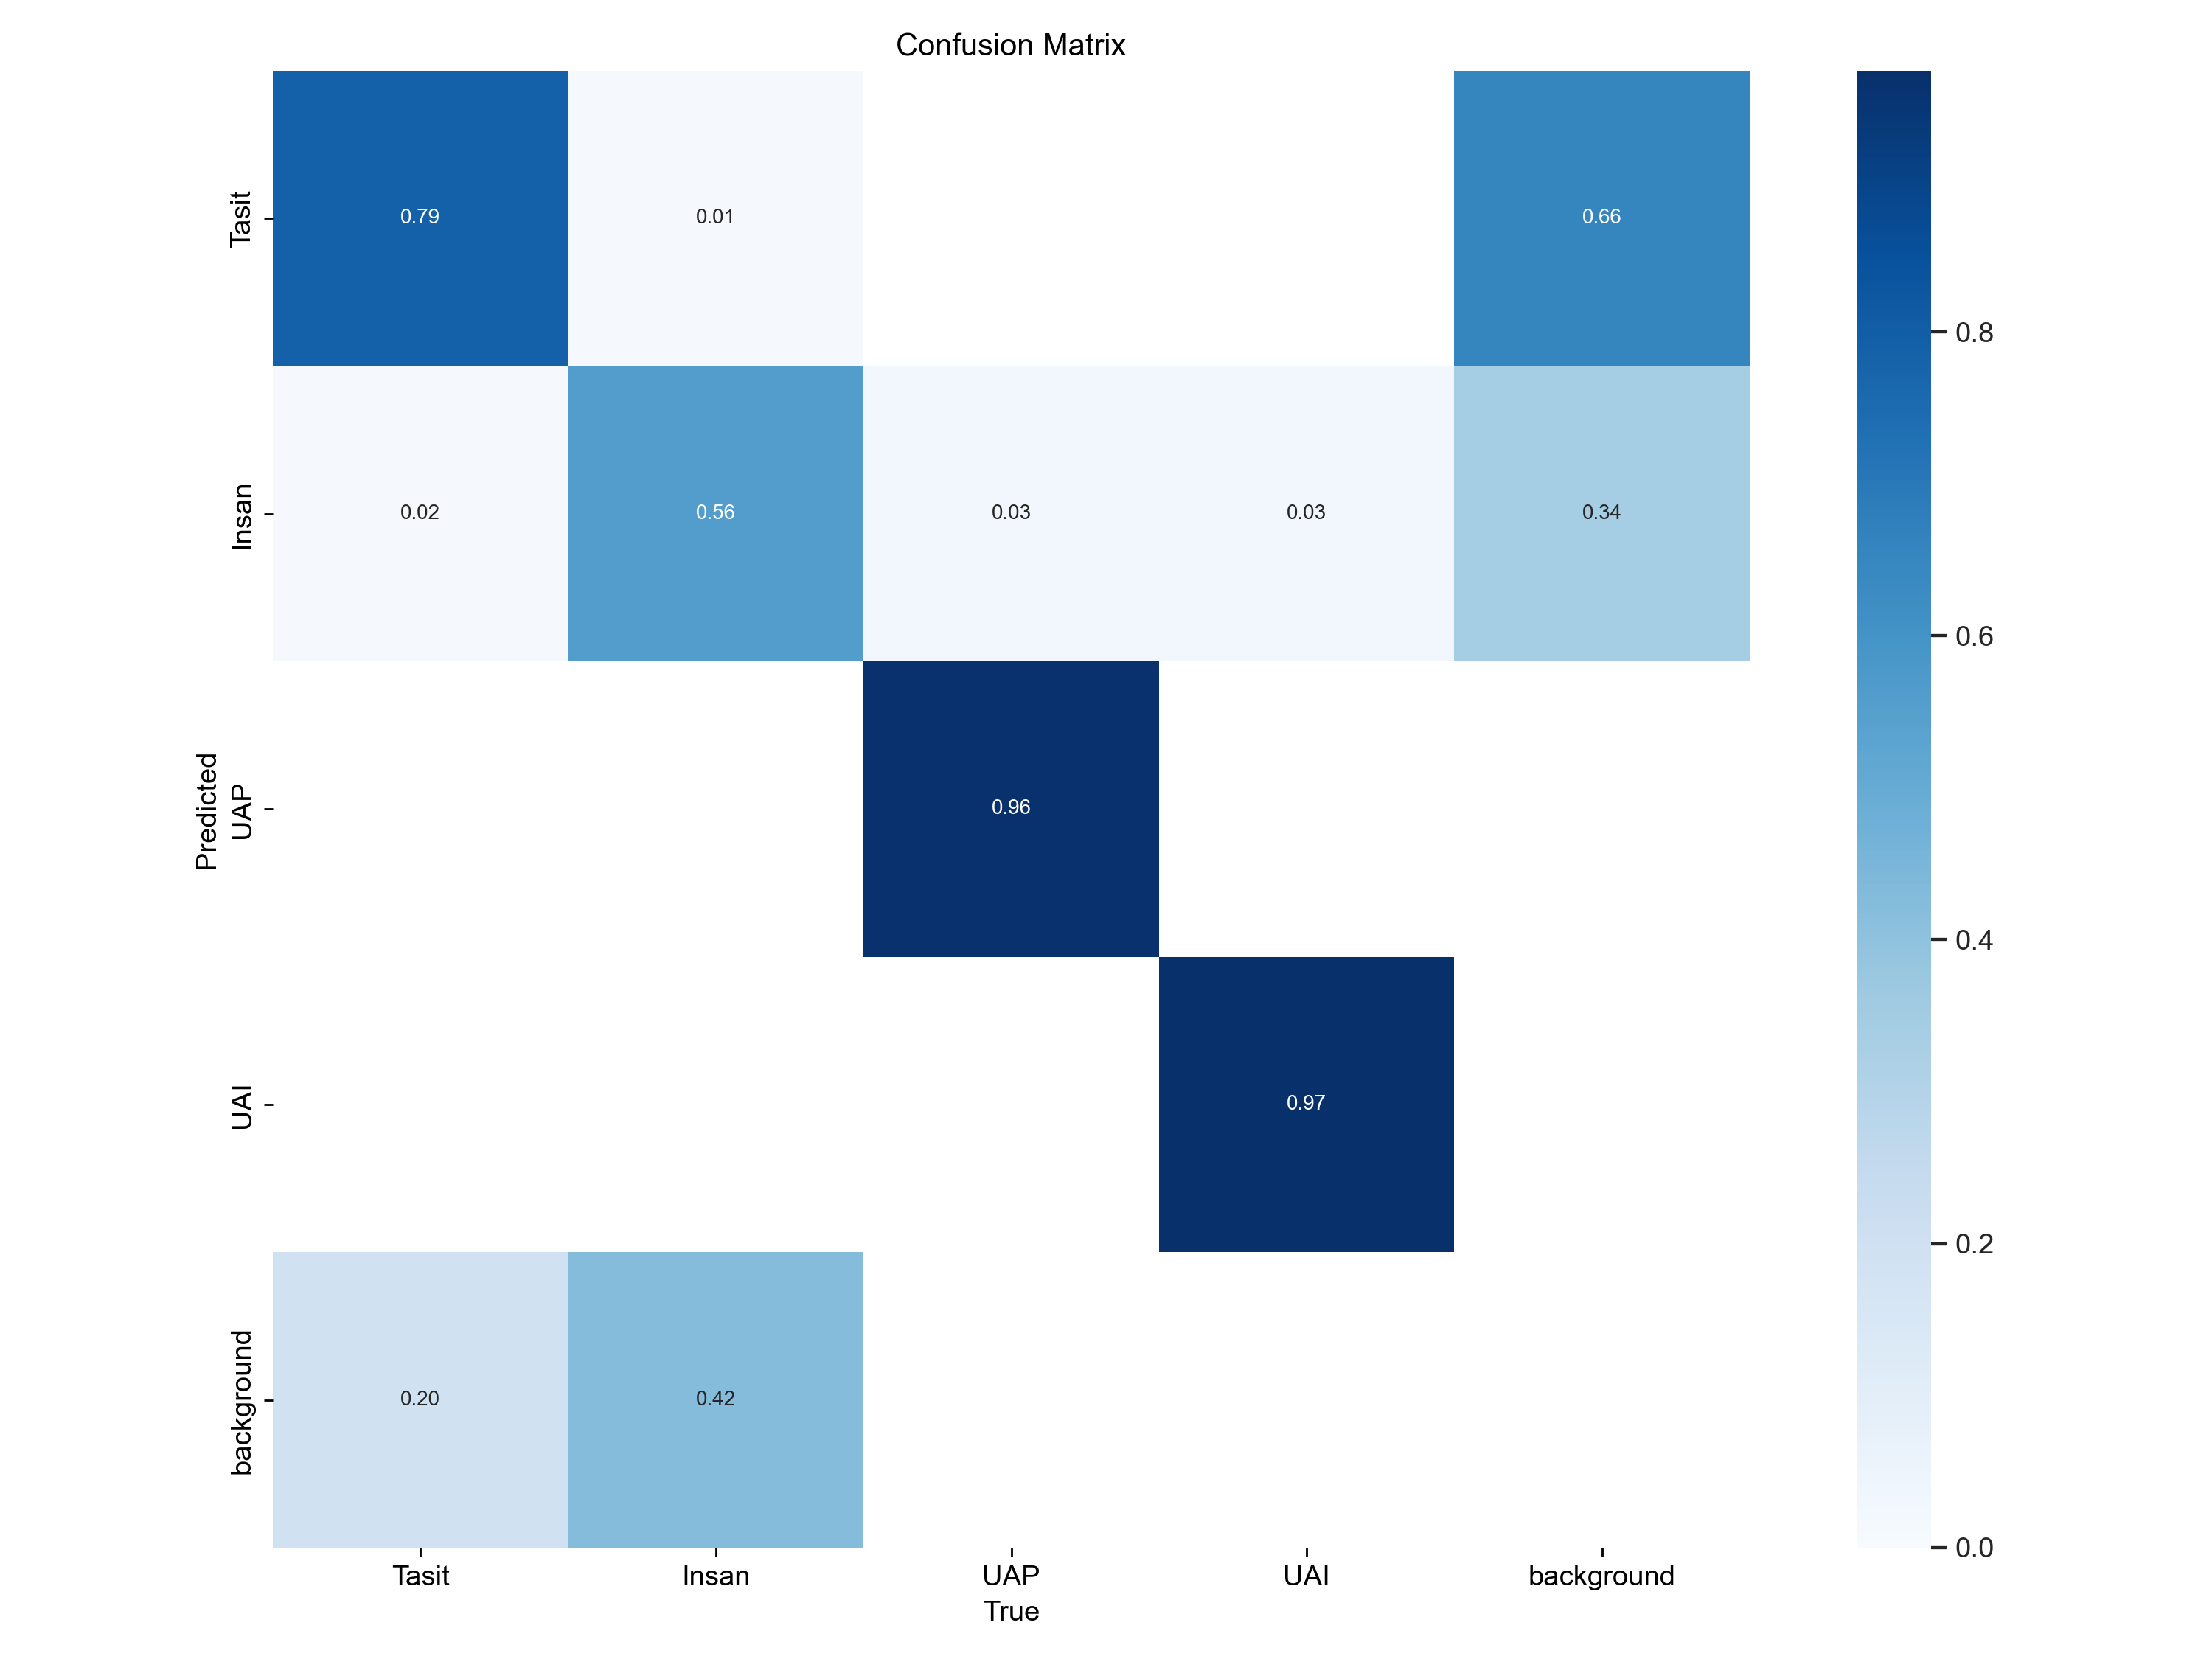 Confusion Matrix
Tasit 0.79 0.01 0.66
Insan 0.02 0.56 0.03 0.03 0.34
Predicted
UAP 0.96
UAI 0.97
background 0.20 0.42
Tasit Insan UAP UAI background
True
0.8
0.6
0.4
0.2
0.0